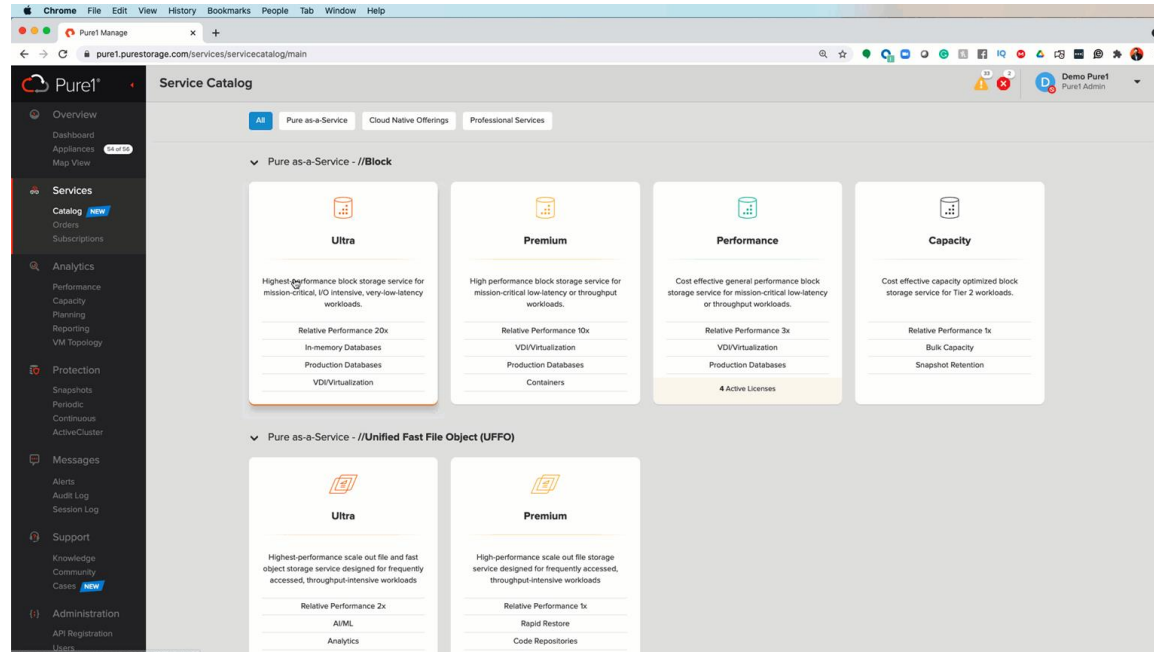 Chrome File Edit View History Bookmarks People Tab Window Help
Pure1 Manage
pure1.purestorage.com/services/servicecatalog/main
Pure1®
Service Catalog
33
2
D
Demo Pure1
Pure1 Admin
Overview
Dashboard
Appliances 54 of 56
Map View
Services
Catalog NEW
Orders
Subscriptions
Analytics
Performance
Capacity
Planning
Reporting
VM Topology
Protection
Snapshots
Periodic
Continuous
ActiveCluster
Messages
Alerts
Audit Log
Session Log
Support
Knowledge
Community
Cases NEW
Administration
API Registration
Users
All Pure as-a-Service Cloud Native Offerings Professional Services
Pure as-a-Service - //Block
Ultra
Highest-performance block storage service for
mission-critical, I/O intensive, very-low-latency
workloads.
Relative Performance 20x
In-memory Databases
Production Databases
VDI/Virtualization
Premium
High performance block storage service for
mission-critical low-latency or throughput
workloads.
Relative Performance 10x
VDI/Virtualization
Production Databases
Containers
Performance
Cost effective general performance block
storage service for mission-critical low-latency
or throughput workloads.
Relative Performance 3x
VDI/Virtualization
Production Databases
4 Active Licenses
Capacity
Cost effective capacity optimized block
storage service for Tier 2 workloads.
Relative Performance 1x
Bulk Capacity
Snapshot Retention
Pure as-a-Service - //Unified Fast File Object (UFFO)
Ultra
Highest-performance scale out file and fast
object storage service designed for frequently
accessed, throughput-intensive workloads
Relative Performance 2x
AI/ML
Analytics
Premium
High-performance scale out file storage
service designed for frequently accessed,
throughput-intensive workloads
Relative Performance 1x
Rapid Restore
Code Repositories